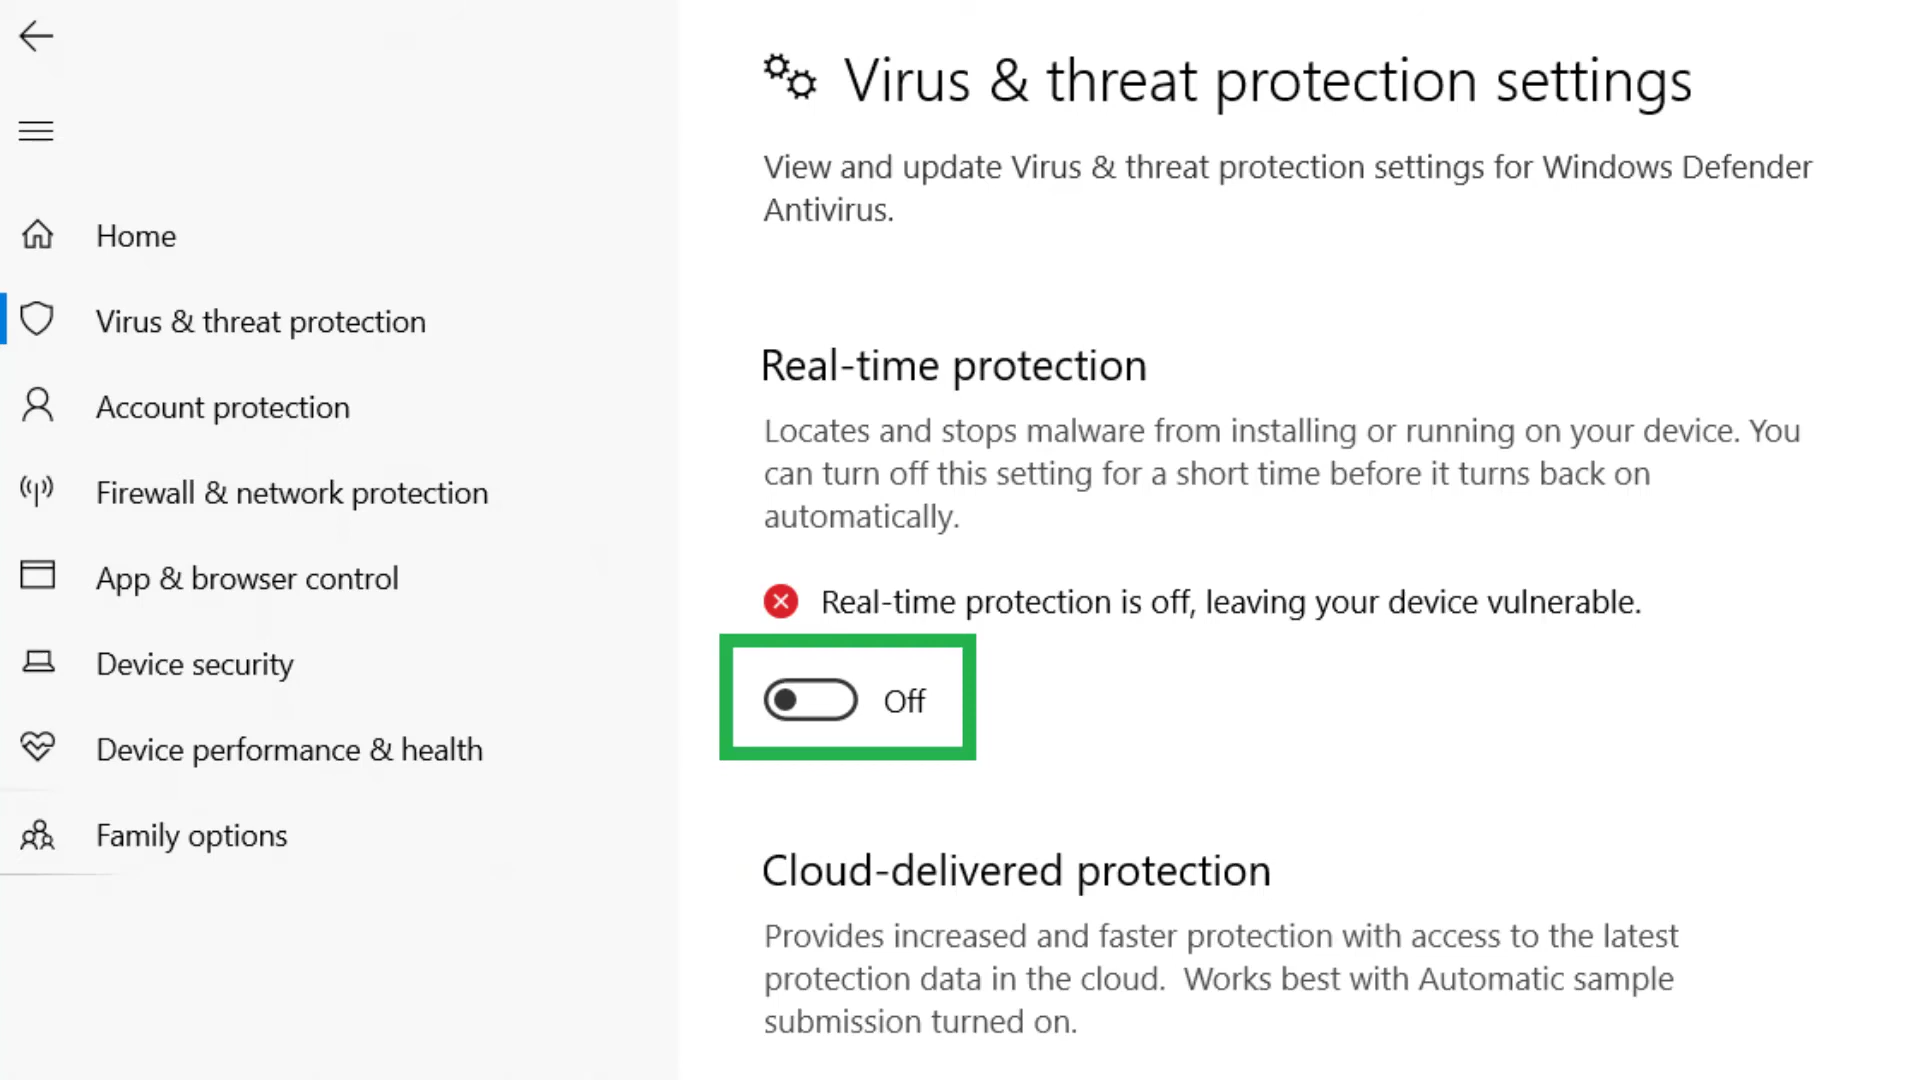 Home
Virus & threat protection
Account protection
Firewall & network protection
App & browser control
Device security
Device performance & health
Family options
Virus & threat protection settings
View and update Virus & threat protection settings for Windows Defender
Antivirus.
Real-time protection
Locates and stops malware from installing or running on your device. You
can turn off this setting for a short time before it turns back on
automatically.
Real-time protection is off, leaving your device vulnerable.
Off
Cloud-delivered protection
Provides increased and faster protection with access to the latest
protection data in the cloud. Works best with Automatic sample
submission turned on.